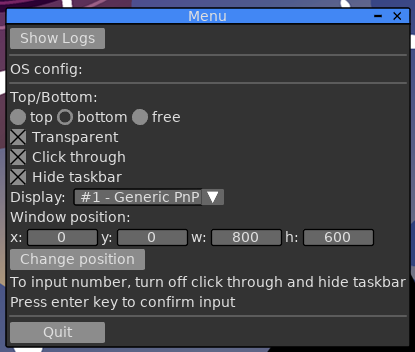 Menu
Show Logs
OS config:
Top/Bottom:
top bottom free
Transparent
Click through
Hide taskbar
Display: #1 - Generic PnP
Window position:
x: 0 y: 0 w: 800 h: 600
Change position
To input number, turn off click through and hide taskbar
Press enter key to confirm input
Quit